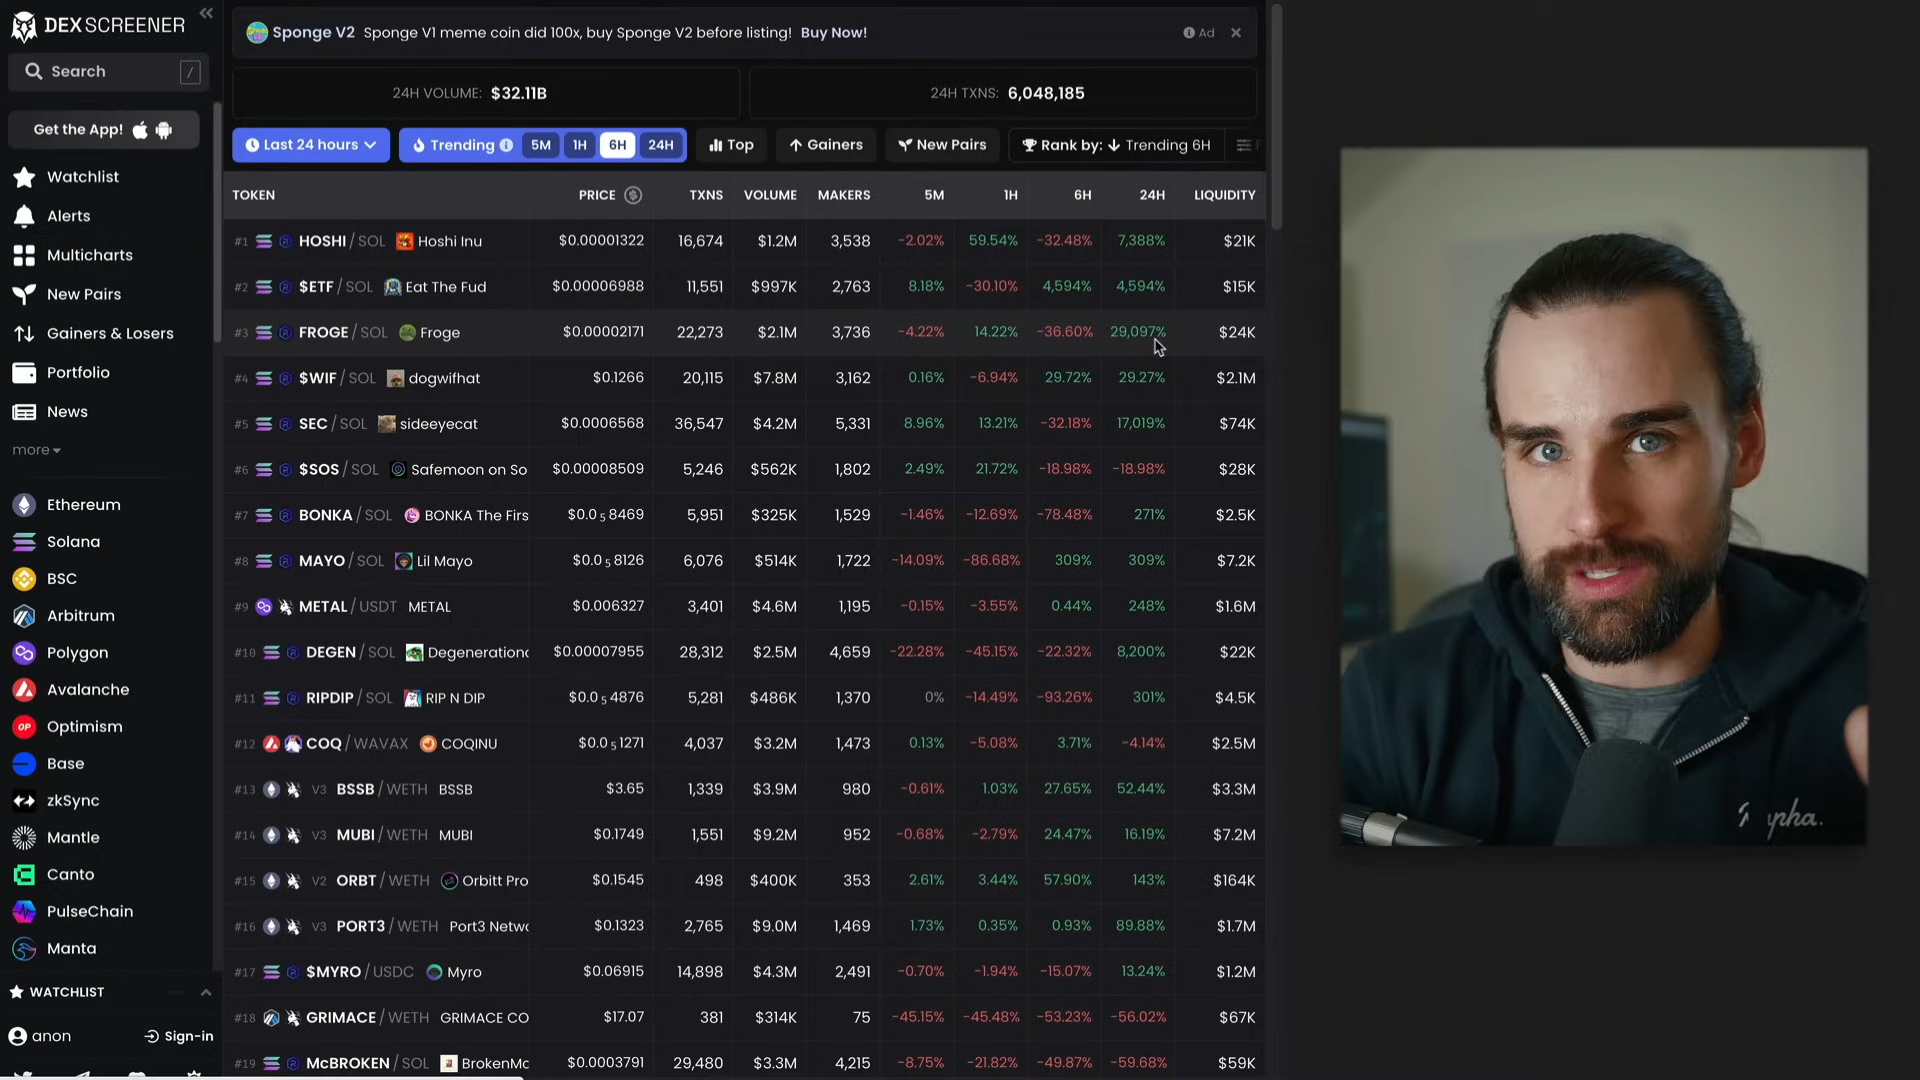 DEX SCREENER
Search /
Get the App!
Watchlist
Alerts
Multicharts
New Pairs
Gainers & Losers
Portfolio
News
more
Ethereum
Solana
BSC
Arbitrum
Polygon
Avalanche
OP Optimism
Base
zkSync
Mantle
Canto
PulseChain
Manta
WATCHLIST
anon Sign-in
Sponge V2 Sponge V1 meme coin did 100x, buy Sponge V2 before listing! Buy Now! Ad
24H VOLUME: $32.11B 24H TXNS: 6,048,185
Last 24 hours Trending 5M 1H 6H 24H Top Gainers New Pairs Rank by: Trending 6H
TOKEN PRICE TXNS VOLUME MAKERS 5M 1H 6H 24H LIQUIDITY
#1 HOSHI / SOL Hoshi Inu $0.00001322 16,674 $1.2M 3,538 -2.02% 59.54% -32.48% 7,388% $21K
#2 $ETF / SOL Eat The Fud $0.00006988 11,551 $997K 2,763 8.18% -30.10% 4,594% 4,594% $15K
#3 FROGE / SOL Froge $0.00002171 22,273 $2.1M 3,736 -4.22% 14.22% -36.60% 29,097% $24K
#4 $WIF / SOL dogwifhat $0.1266 20,115 $7.8M 3,162 0.16% -6.94% 29.72% 29.27% $2.1M
#5 SEC / SOL sideeyecat $0.0006568 36,547 $4.2M 5,331 8.96% 13.21% -32.18% 17,019% $74K
#6 $SOS / SOL Safemoon on So $0.00008509 5,246 $562K 1,802 2.49% 21.72% -18.98% -18.98% $28K
#7 BONKA / SOL BONKA The Firs $0.0₅8469 5,951 $325K 1,529 -1.46% -12.69% -78.48% 271% $2.5K
#8 MAYO / SOL Lil Mayo $0.0₅8126 6,076 $514K 1,722 -14.09% -86.68% 309% 309% $7.2K
#9 METAL / USDT METAL $0.006327 3,401 $4.6M 1,195 -0.15% -3.55% 0.44% 248% $1.6M
#10 DEGEN / SOL Degeneration $0.00007955 28,312 $2.5M 4,659 -22.28% -45.15% -22.32% 8,200% $22K
#11 RIPDIP / SOL RIP N DIP $0.0₅4876 5,281 $486K 1,370 0% -14.49% -93.26% 301% $4.5K
#12 COQ / WAVAX COQINU $0.0₅1271 4,037 $3.2M 1,473 0.13% -5.08% 3.71% -4.14% $2.5M
#13 V3 BSSB / WETH BSSB $3.65 1,339 $3.9M 980 -0.61% 1.03% 27.65% 52.44% $3.3M
#14 V3 MUBI / WETH MUBI $0.1749 1,551 $9.2M 952 -0.68% -2.79% 24.47% 16.19% $7.2M
#15 V2 ORBT / WETH Orbitt Pro $0.1545 498 $400K 353 2.61% 3.44% 57.90% 143% $164K
#16 V3 PORT3 / WETH Port3 Netwo $0.1323 2,765 $9.0M 1,469 1.73% 0.35% 0.93% 89.88% $1.7M
#17 $MYRO / USDC Myro $0.06915 14,898 $4.3M 2,491 -0.70% -1.94% -15.07% 13.24% $1.2M
#18 GRIMACE / WETH GRIMACE CO $17.07 381 $314K 75 -45.15% -45.48% -53.23% -56.02% $67K
#19 McBROKEN / SOL BrokenMc $0.0003791 29,480 $3.3M 4,215 -8.75% -21.82% -49.87% -59.68% $59K